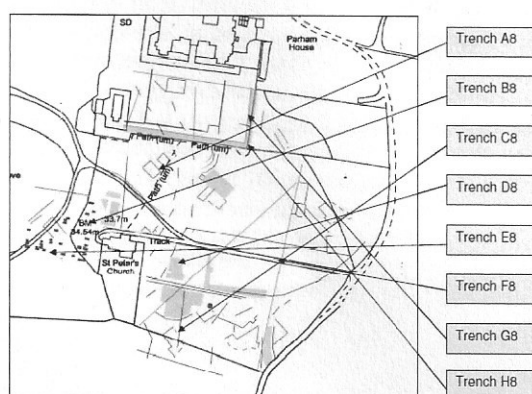 SD
Parham
House
Path (um)
Path (um)
Path (um)
33.7m
BM
34.54m
Track
St Peter's
Church
Trench A8
Trench B8
Trench C8
Trench D8
Trench E8
Trench F8
Trench G8
Trench H8